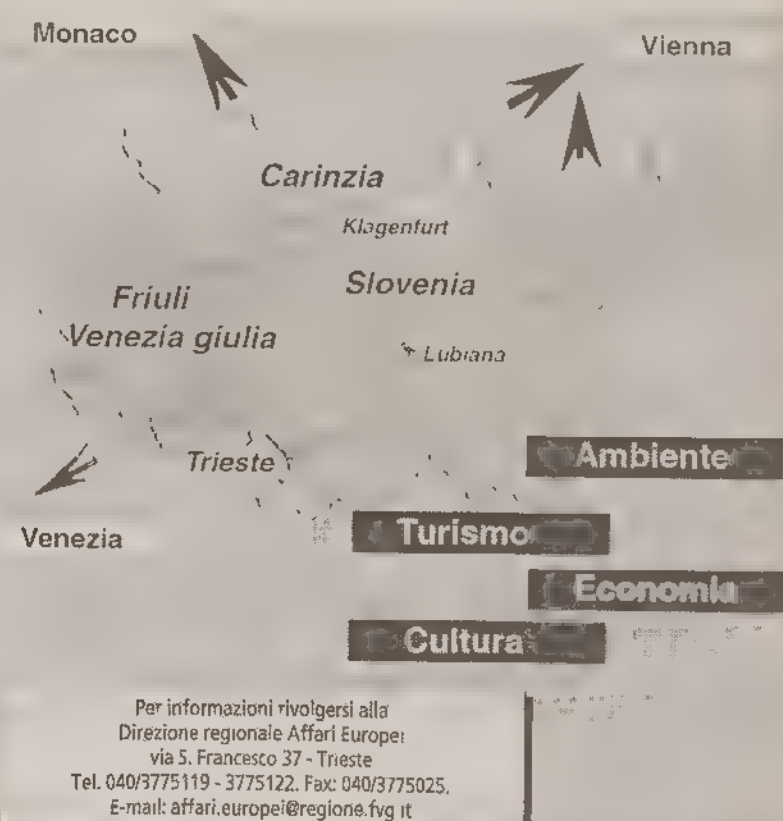 Monaco
Vienna
Carinzia
Klagenfurt
Slovenia
Friuli
Venezia giulia
Lubiana
Trieste
Venezia
Ambiente
Turismo
Economia
Cultura
Per informazioni rivolgersi alla
Direzione regionale Affari Europei
via S. Francesco 37 - Trieste
Tel. 040/3775119 - 3775122. Fax: 040/3775025.
E-mail: affari.europei@regione.fvg.it